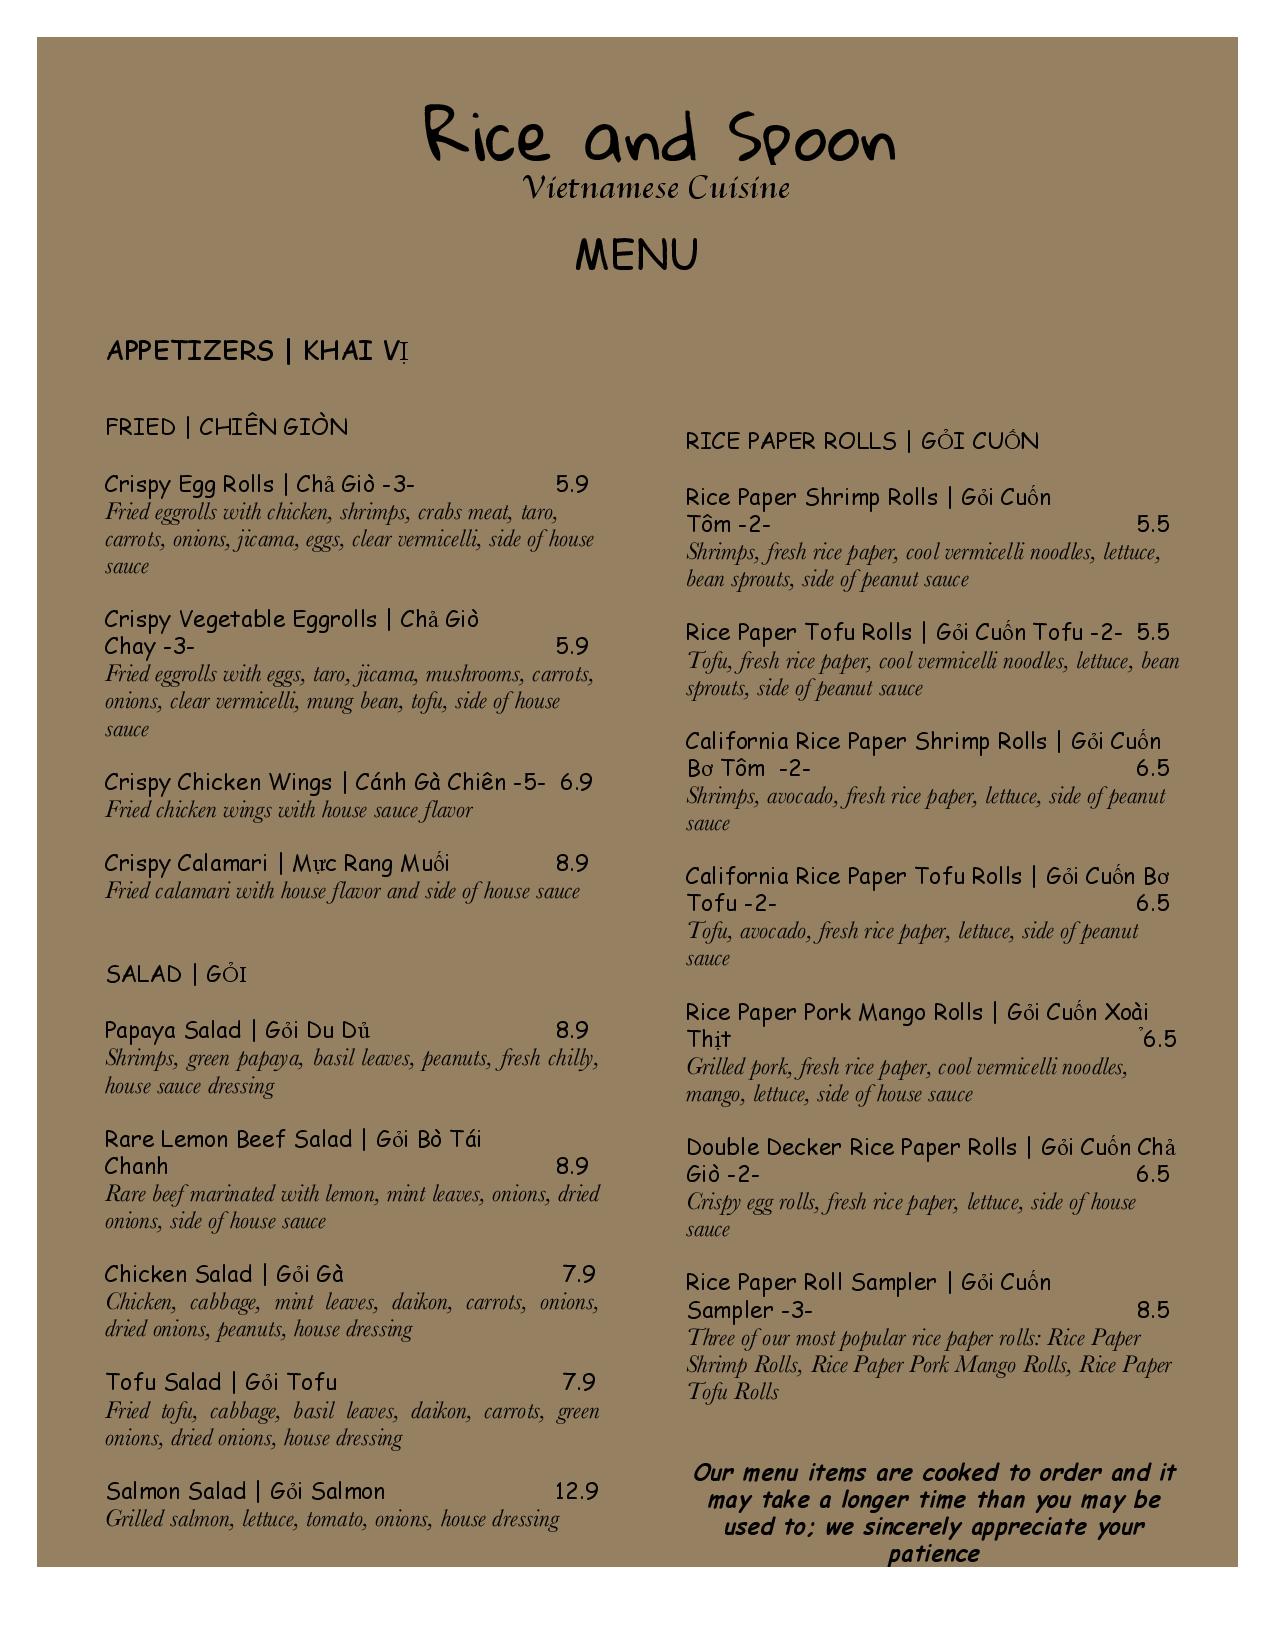 Rice and Spoon
Vietnamese Cuisine
MENU
APPETIZERS | KHAI VỊ
FRIED | CHIÊN GIÒN
Crispy Egg Rolls | Chả Giò -3- 5.9
Fried eggrolls with chicken, shrimps, crabs meat, taro,
carrots, onions, jicama, eggs, clear vermicelli, side of house
sauce
Crispy Vegetable Eggrolls | Chả Giò
Chay -3- 5.9
Fried eggrolls with eggs, taro, jicama, mushrooms, carrots,
onions, clear vermicelli, mung bean, tofu, side of house
sauce
Crispy Chicken Wings | Cánh Gà Chiên -5- 6.9
Fried chicken wings with house sauce flavor
Crispy Calamari | Mực Rang Muối 8.9
Fried calamari with house flavor and side of house sauce
SALAD | GỎI
Papaya Salad | Gỏi Du Dủ 8.9
Shrimps, green papaya, basil leaves, peanuts, fresh chilly,
house sauce dressing
Rare Lemon Beef Salad | Gỏi Bò Tái
Chanh 8.9
Rare beef marinated with lemon, mint leaves, onions, dried
onions, side of house sauce
Chicken Salad | Gỏi Gà 7.9
Chicken, cabbage, mint leaves, daikon, carrots, onions,
dried onions, peanuts, house dressing
Tofu Salad | Gỏi Tofu 7.9
Fried tofu, cabbage, basil leaves, daikon, carrots, green
onions, dried onions, house dressing
Salmon Salad | Gỏi Salmon 12.9
Grilled salmon, lettuce, tomato, onions, house dressing
RICE PAPER ROLLS | GỎI CUỐN
Rice Paper Shrimp Rolls | Gỏi Cuốn
Tôm -2- 5.5
Shrimps, fresh rice paper, cool vermicelli noodles, lettuce,
bean sprouts, side of peanut sauce
Rice Paper Tofu Rolls | Gỏi Cuốn Tofu -2- 5.5
Tofu, fresh rice paper, cool vermicelli noodles, lettuce, bean
sprouts, side of peanut sauce
California Rice Paper Shrimp Rolls | Gỏi Cuốn
Bơ Tôm -2- 6.5
Shrimps, avocado, fresh rice paper, lettuce, side of peanut
sauce
California Rice Paper Tofu Rolls | Gỏi Cuốn Bơ
Tofu -2- 6.5
Tofu, avocado, fresh rice paper, lettuce, side of peanut
sauce
Rice Paper Pork Mango Rolls | Gỏi Cuốn Xoài
Thịt ̉6.5
Grilled pork, fresh rice paper, cool vermicelli noodles,
mango, lettuce, side of house sauce
Double Decker Rice Paper Rolls | Gỏi Cuốn Chả
Giò -2- 6.5
Crispy egg rolls, fresh rice paper, lettuce, side of house
sauce
Rice Paper Roll Sampler | Gỏi Cuốn
Sampler -3- 8.5
Three of our most popular rice paper rolls: Rice Paper
Shrimp Rolls, Rice Paper Pork Mango Rolls, Rice Paper
Tofu Rolls
Our menu items are cooked to order and it
may take a longer time than you may be
used to; we sincerely appreciate your
patience